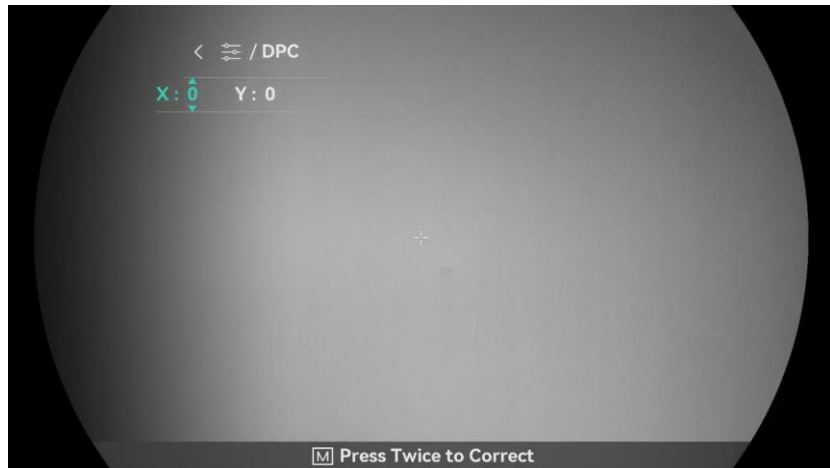 / DPC
X: 0 Y: 0
M Press Twice to Correct